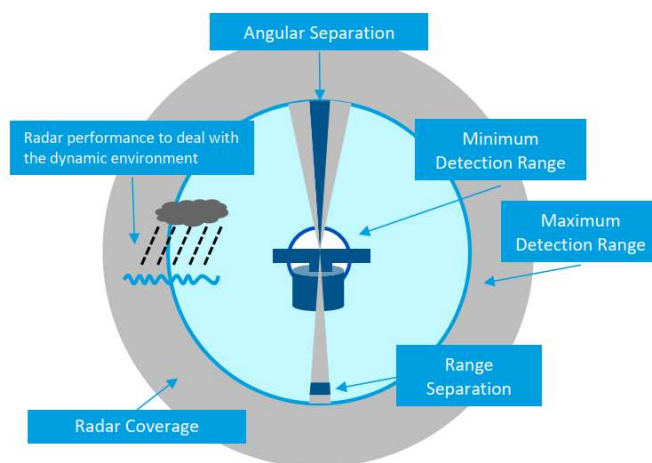 Angular Separation
Radar performance to deal with
the dynamic environment
Minimum
Detection Range
Maximum
Detection Range
Range
Separation
Radar Coverage